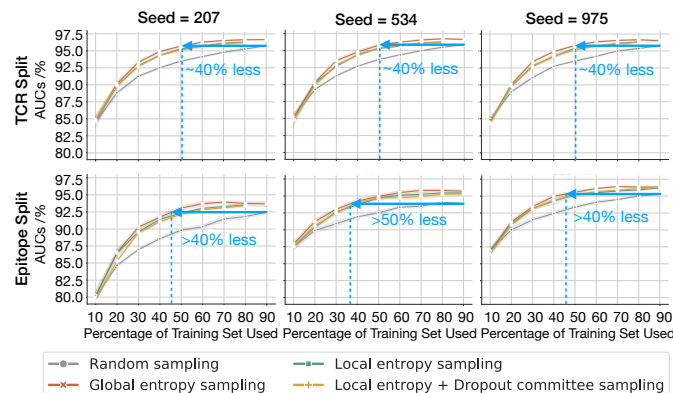 Seed = 207 Seed = 534 Seed = 975
TCR Split
AUCs /%
97.5
95.0
92.5
90.0
87.5
85.0
82.5
80.0
~40% less
~40% less
~40% less
Epitope Split
AUCs /%
97.5
95.0
92.5
90.0
87.5
85.0
82.5
80.0
>40% less
>50% less
>40% less
10 20 30 40 50 60 70 80 90 10 20 30 40 50 60 70 80 90 10 20 30 40 50 60 70 80 90
Percentage of Training Set Used Percentage of Training Set Used Percentage of Training Set Used
Random sampling Local entropy sampling
Global entropy sampling Local entropy + Dropout committee sampling